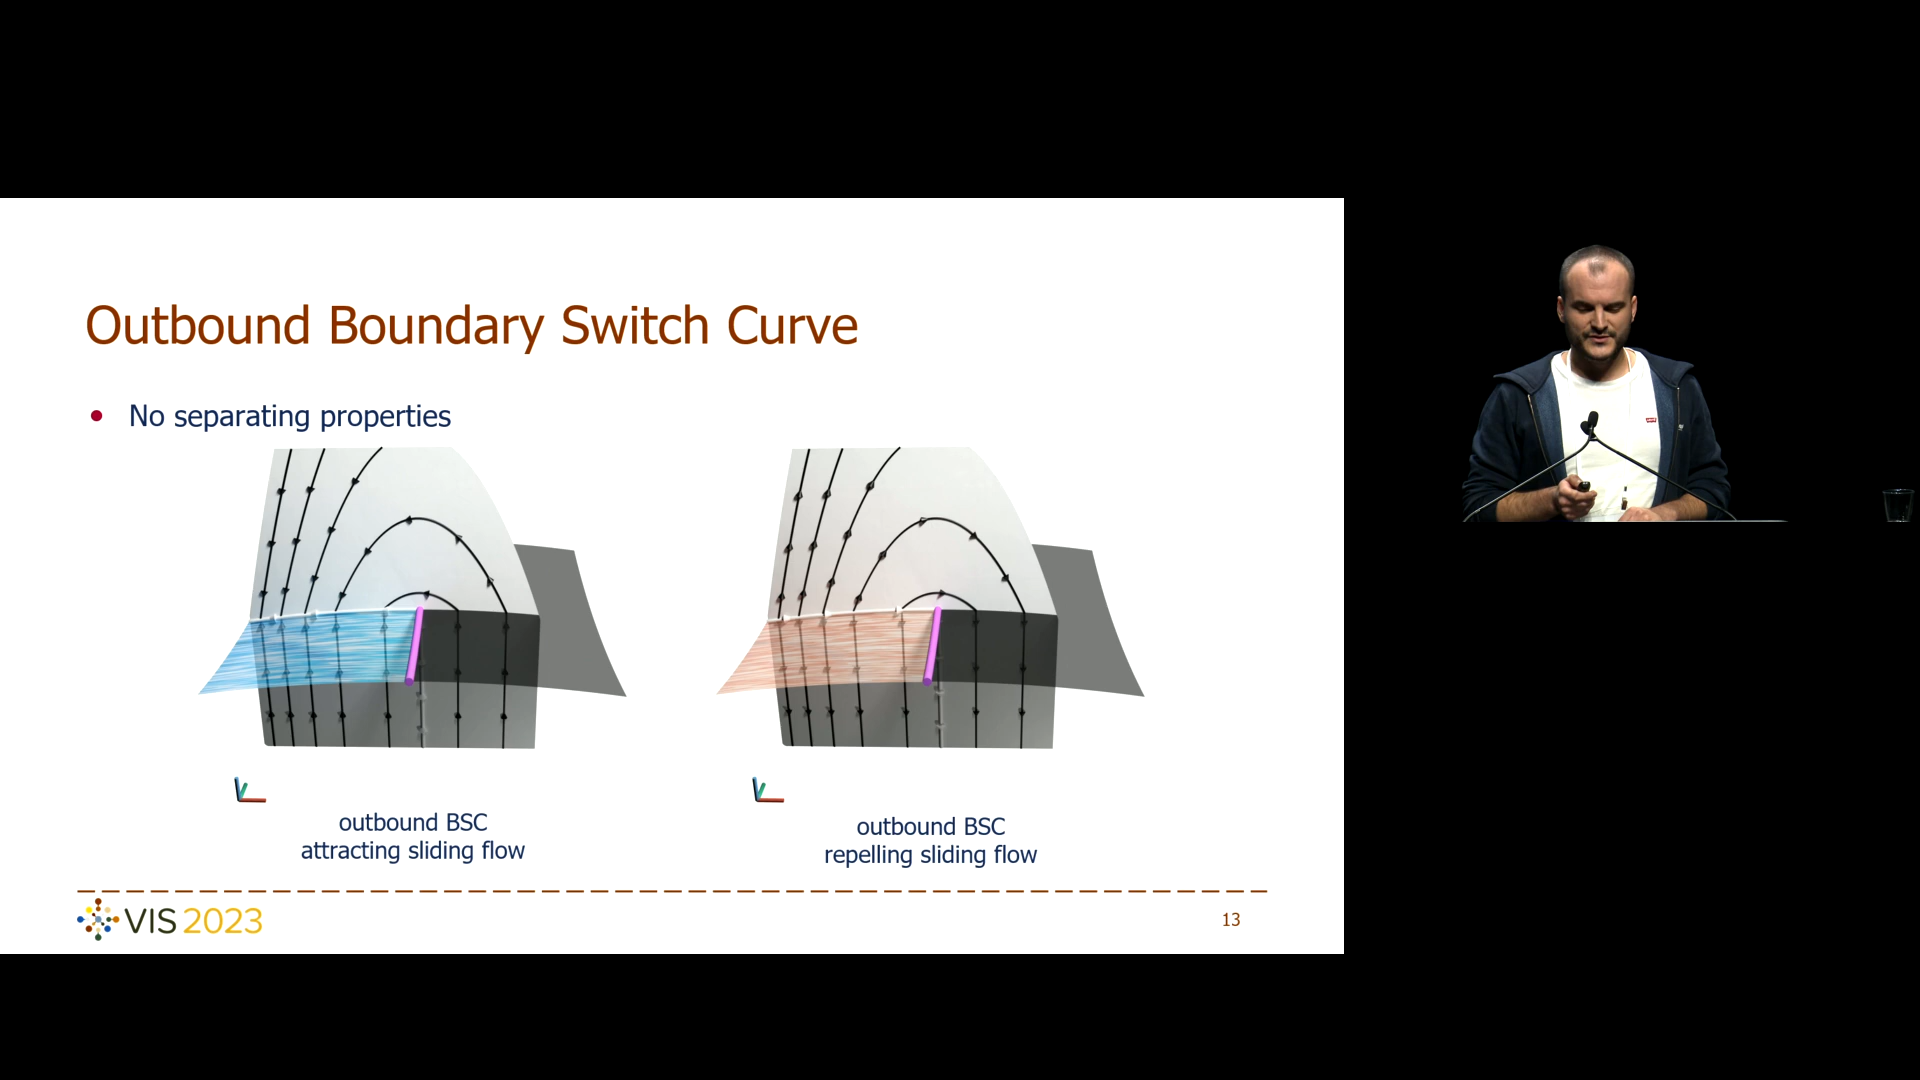 Outbound Boundary Switch Curve
• No separating properties
outbound BSC
attracting sliding flow
outbound BSC
repelling sliding flow
VIS 2023
13